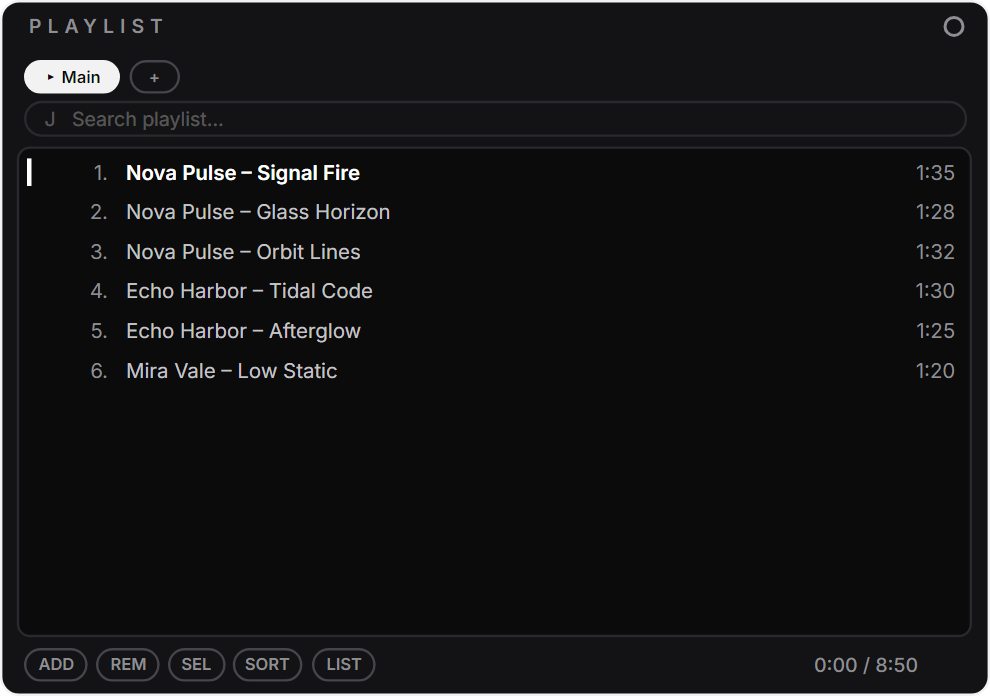 PLAYLIST
▸ Main +
J Search playlist...
1. Nova Pulse – Signal Fire 1:35
2. Nova Pulse – Glass Horizon 1:28
3. Nova Pulse – Orbit Lines 1:32
4. Echo Harbor – Tidal Code 1:30
5. Echo Harbor – Afterglow 1:25
6. Mira Vale – Low Static 1:20
ADD REM SEL SORT LIST 0:00 / 8:50